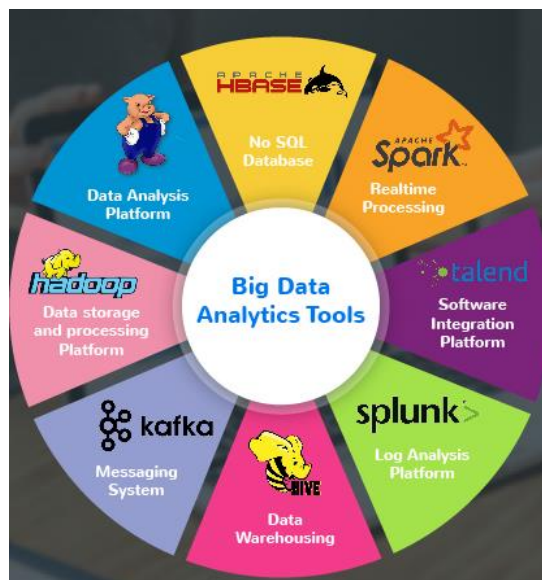 Big Data
Analytics Tools
APACHE
HBASE
No SQL
Database
APACHE
Spark
Realtime
Processing
talend
Software
Integration
Platform
splunk>
Log Analysis
Platform
HIVE
Data
Warehousing
kafka
Messaging
System
hadoop
Data storage
and processing
Platform
Data Analysis
Platform